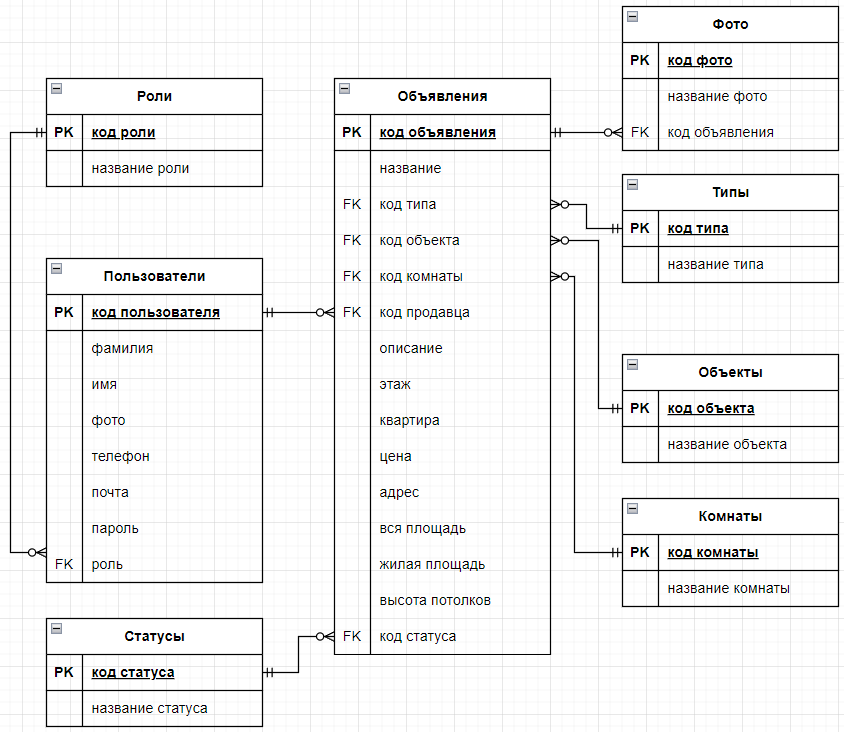 Роли
PK код роли
название роли
Пользователи
PK код пользователя
фамилия
имя
фото
телефон
почта
пароль
FK роль
Статусы
PK код статуса
название статуса
Объявления
PK код объявления
название
FK код типа
FK код объекта
FK код комнаты
FK код продавца
описание
этаж
квартира
цена
адрес
вся площадь
жилая площадь
высота потолков
FK код статуса
Фото
PK код фото
название фото
FK код объявления
Типы
PK код типа
название типа
Объекты
PK код объекта
название объекта
Комнаты
PK код комнаты
название комнаты